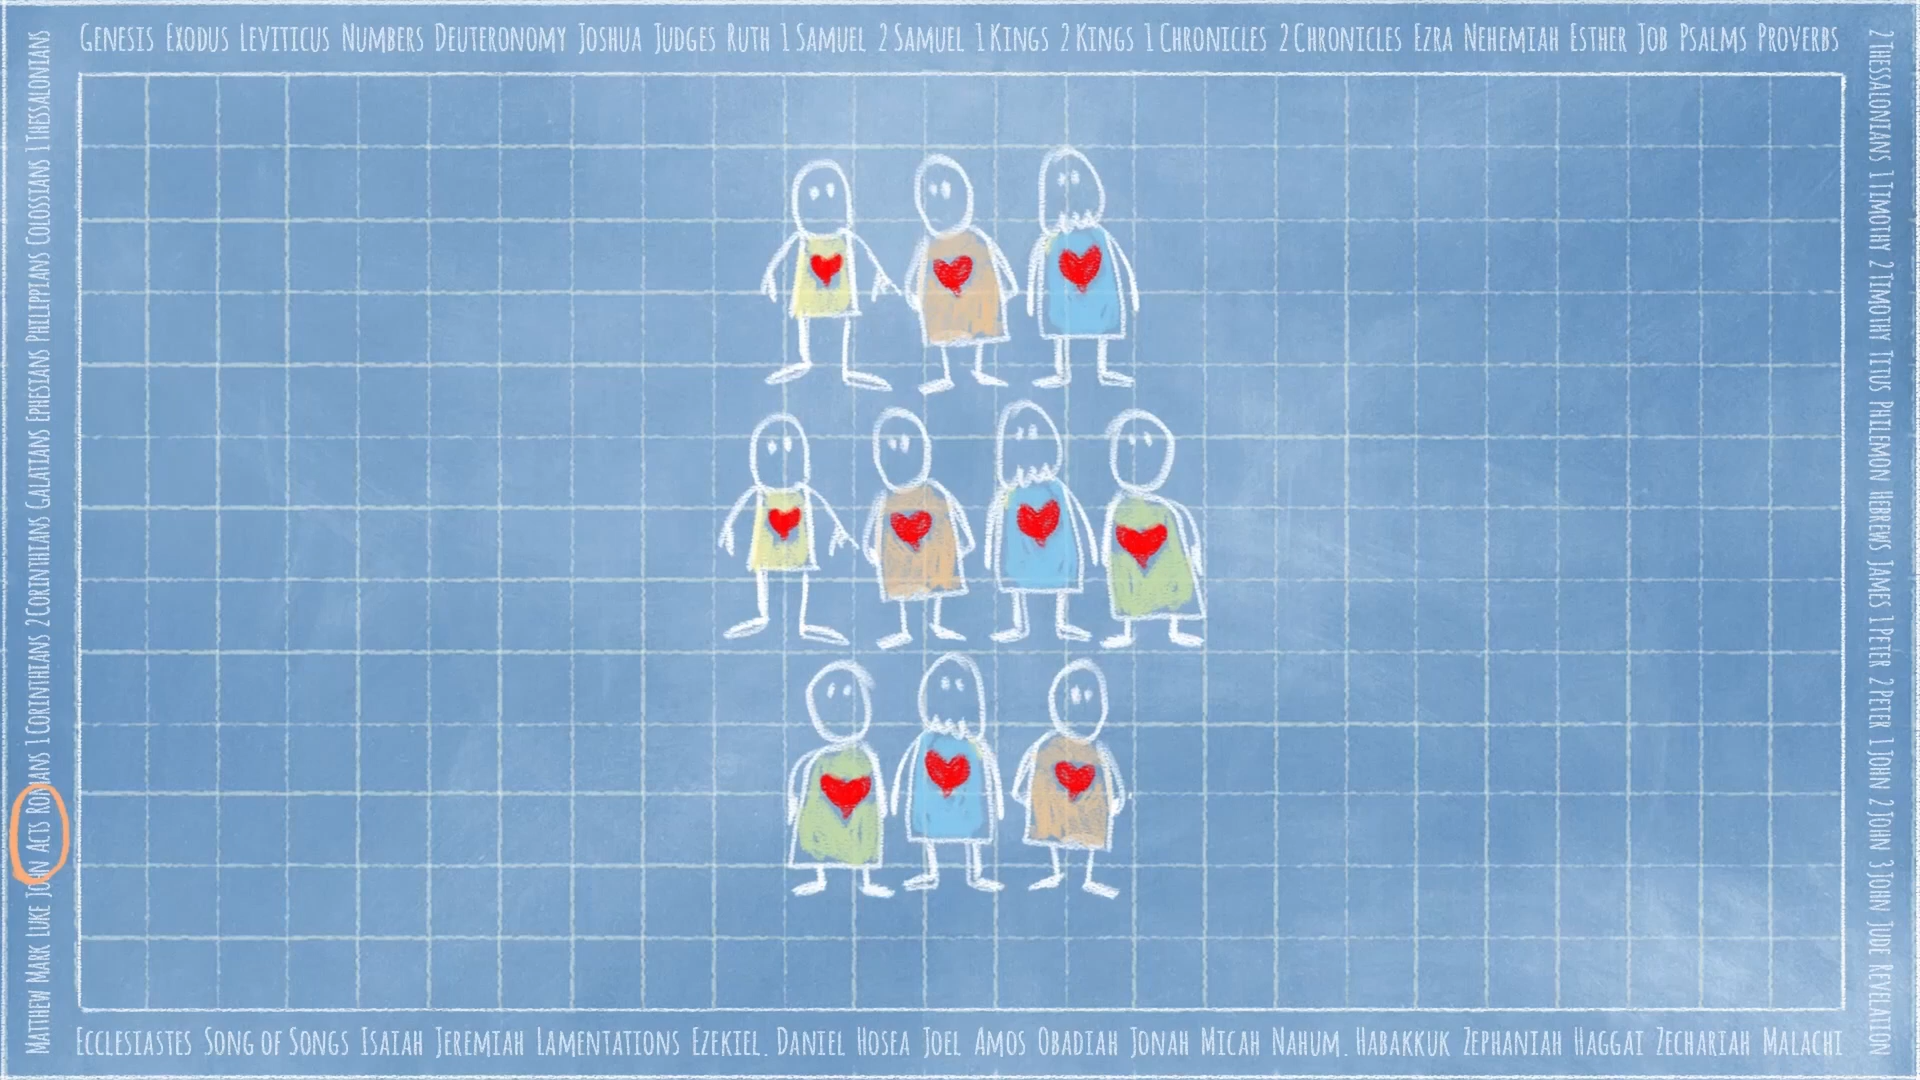 Genesis Exodus Leviticus Numbers Deuteronomy Joshua Judges Ruth 1 Samuel 2 Samuel 1 Kings 2 Kings 1 Chronicles 2 Chronicles Ezra Nehemiah Esther Job Psalms Proverbs
Ecclesiastes Song of Songs Isaiah Jeremiah Lamentations Ezekiel. Daniel Hosea Joel Amos Obadiah Jonah Micah Nahum. Habakkuk Zephaniah Haggai Zechariah Malachi
Matthew Mark Luke John Acts Romans 1 Corinthians 2 Corinthians Galatians Ephesians Philippians Colossians 1 Thessalonians
2 Thessalonians 1 Timothy 2 Timothy Titus Philemon Hebrews James 1 Peter 2 Peter 1 John 2 John 3 John Jude Revelation